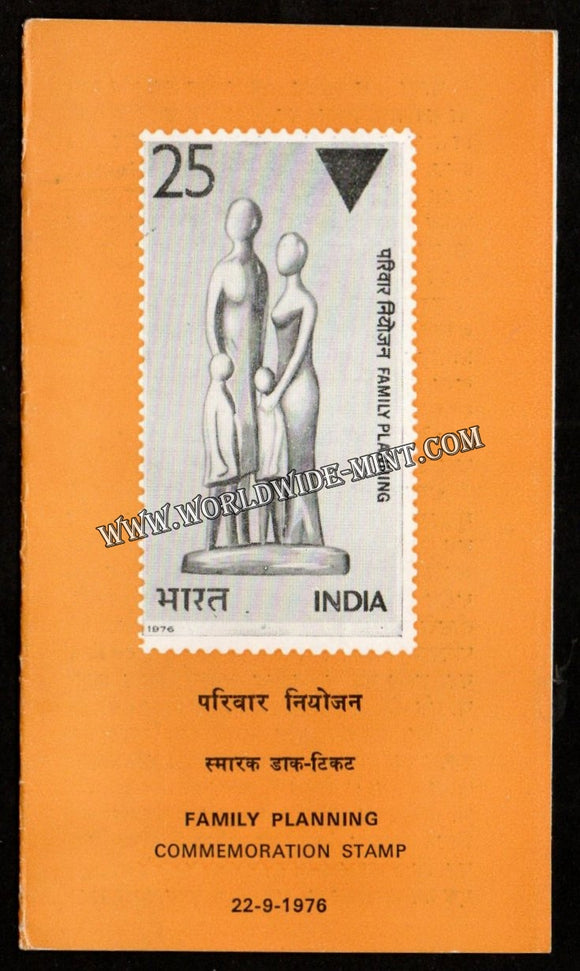 25
परिवार नियोजन FAMILY PLANNING
WWW.WORLDWIDE-MINT.COM
भारत INDIA
1976
परिवार नियोजन
स्मारक डाक-टिकट
FAMILY PLANNING
COMMEMORATION STAMP
22-9-1976